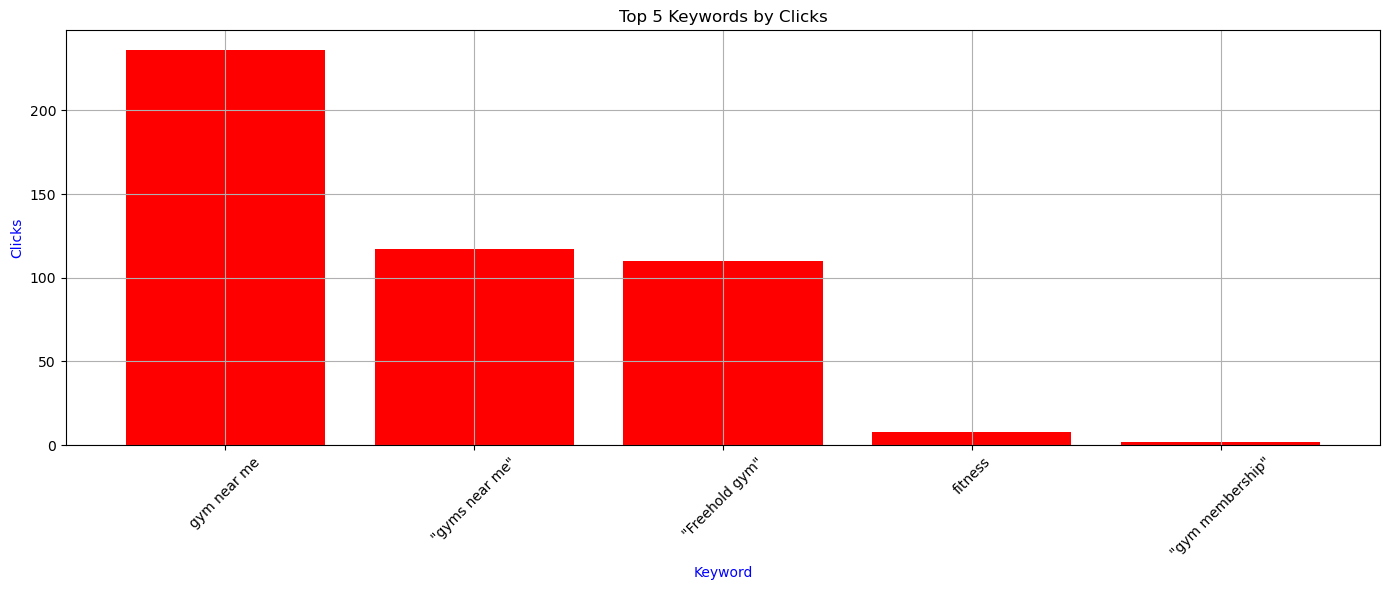 Top 5 Keywords by Clicks
200
150
100
50
0
Clicks
gym near me
"gyms near me"
"Freehold gym"
fitness
"gym membership"
Keyword